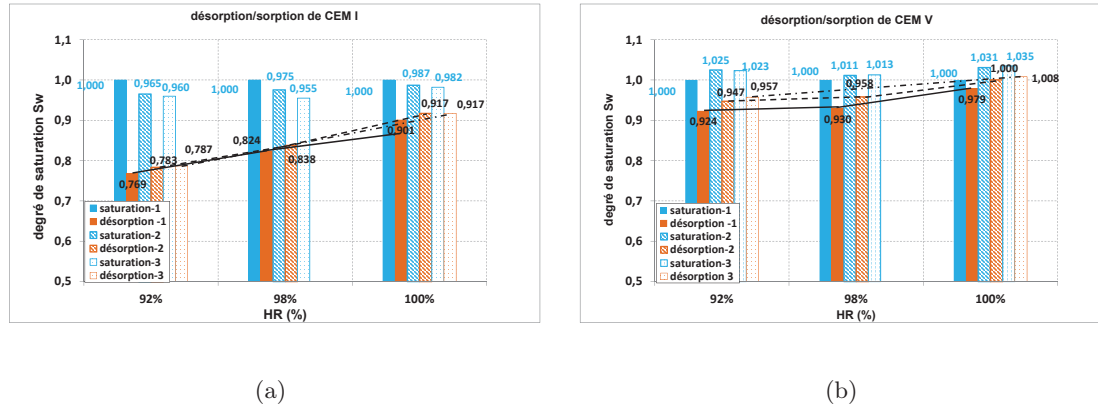 désorption/sorption de CEM I
degré de saturation Sw
1,1
1,0
0,9
0,8
0,7
0,6
0,5
1,000
0,965
0,960
1,000
0,975
0,955
1,000
0,987
0,982
0,769
0,783
0,787
0,824
0,838
0,901
0,917
0,917
saturation-1
désorption -1
saturation-2
désorption-2
saturation-3
désorption-3
92%
98%
100%
HR (%)
(a)
désorption/sorption de CEM V
degré de saturation Sw
1,1
1,0
0,9
0,8
0,7
0,6
0,5
1,000
1,025
1,023
1,000
1,011
1,013
1,000
1,031
1,035
0,924
0,947
0,957
0,930
0,958
0,979
1,000
1,008
saturation-1
désorption -1
saturation-2
désorption-2
saturation-3
désorption 3
92%
98%
100%
HR (%)
(b)